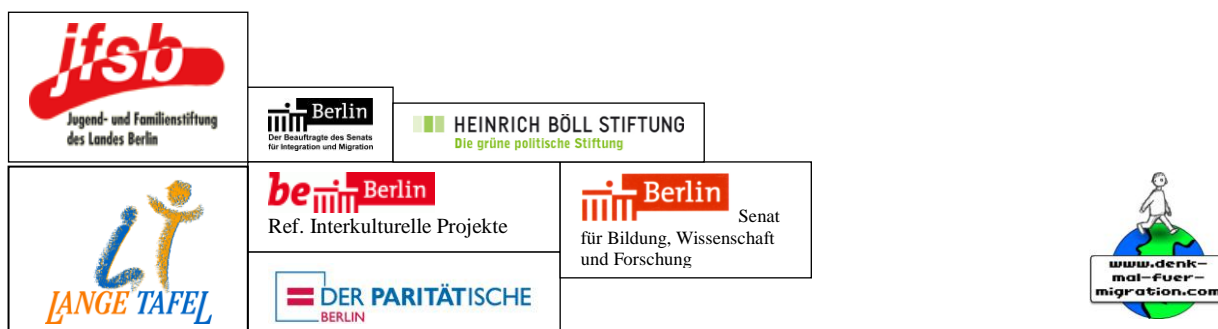 jfsb
Jugend- und Familienstiftung
des Landes Berlin
Berlin
Der Beauftragte des Senats
für Integration und Migration
HEINRICH BÖLL STIFTUNG
Die grüne politische Stiftung
LANGE TAFEL
be Berlin
Ref. Interkulturelle Projekte
Berlin
Senat
für Bildung, Wissenschaft
und Forschung
DER PARITÄTISCHE
BERLIN
www.denk-
mal-fuer-
migration.com